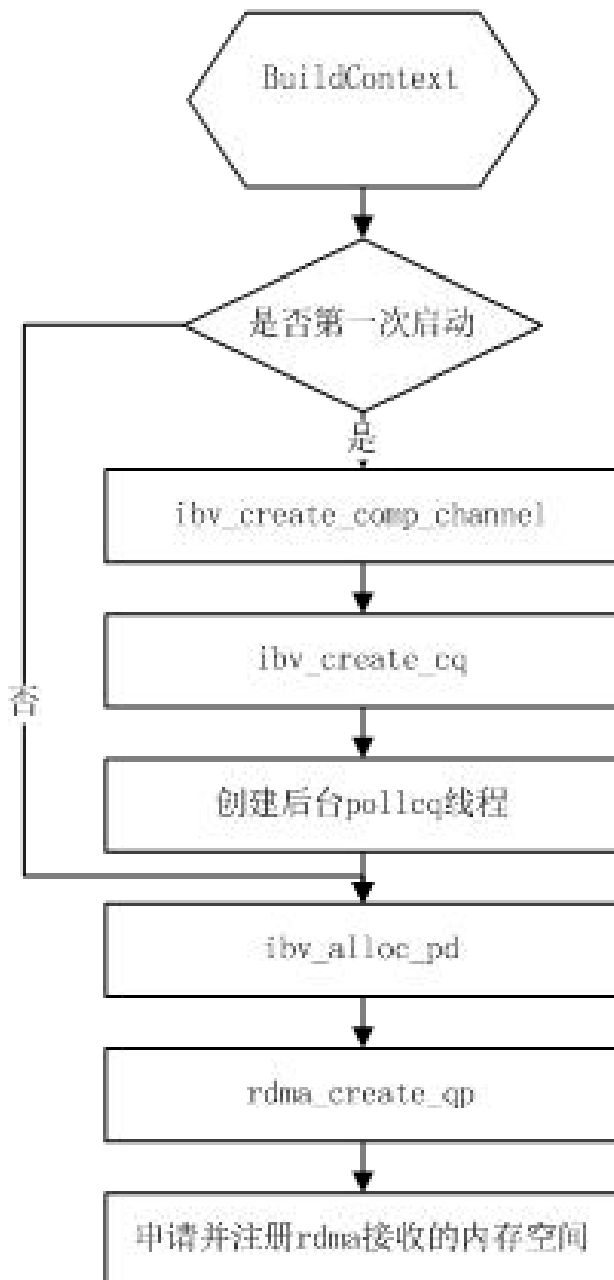 BuildContext
是否第一次启动
是
ibv_create_comp_channel
ibv_create_cq
否
创建后台pollcq线程
ibv_alloc_pd
rdma_create_qp
申请并注册rdma接收的内存空间